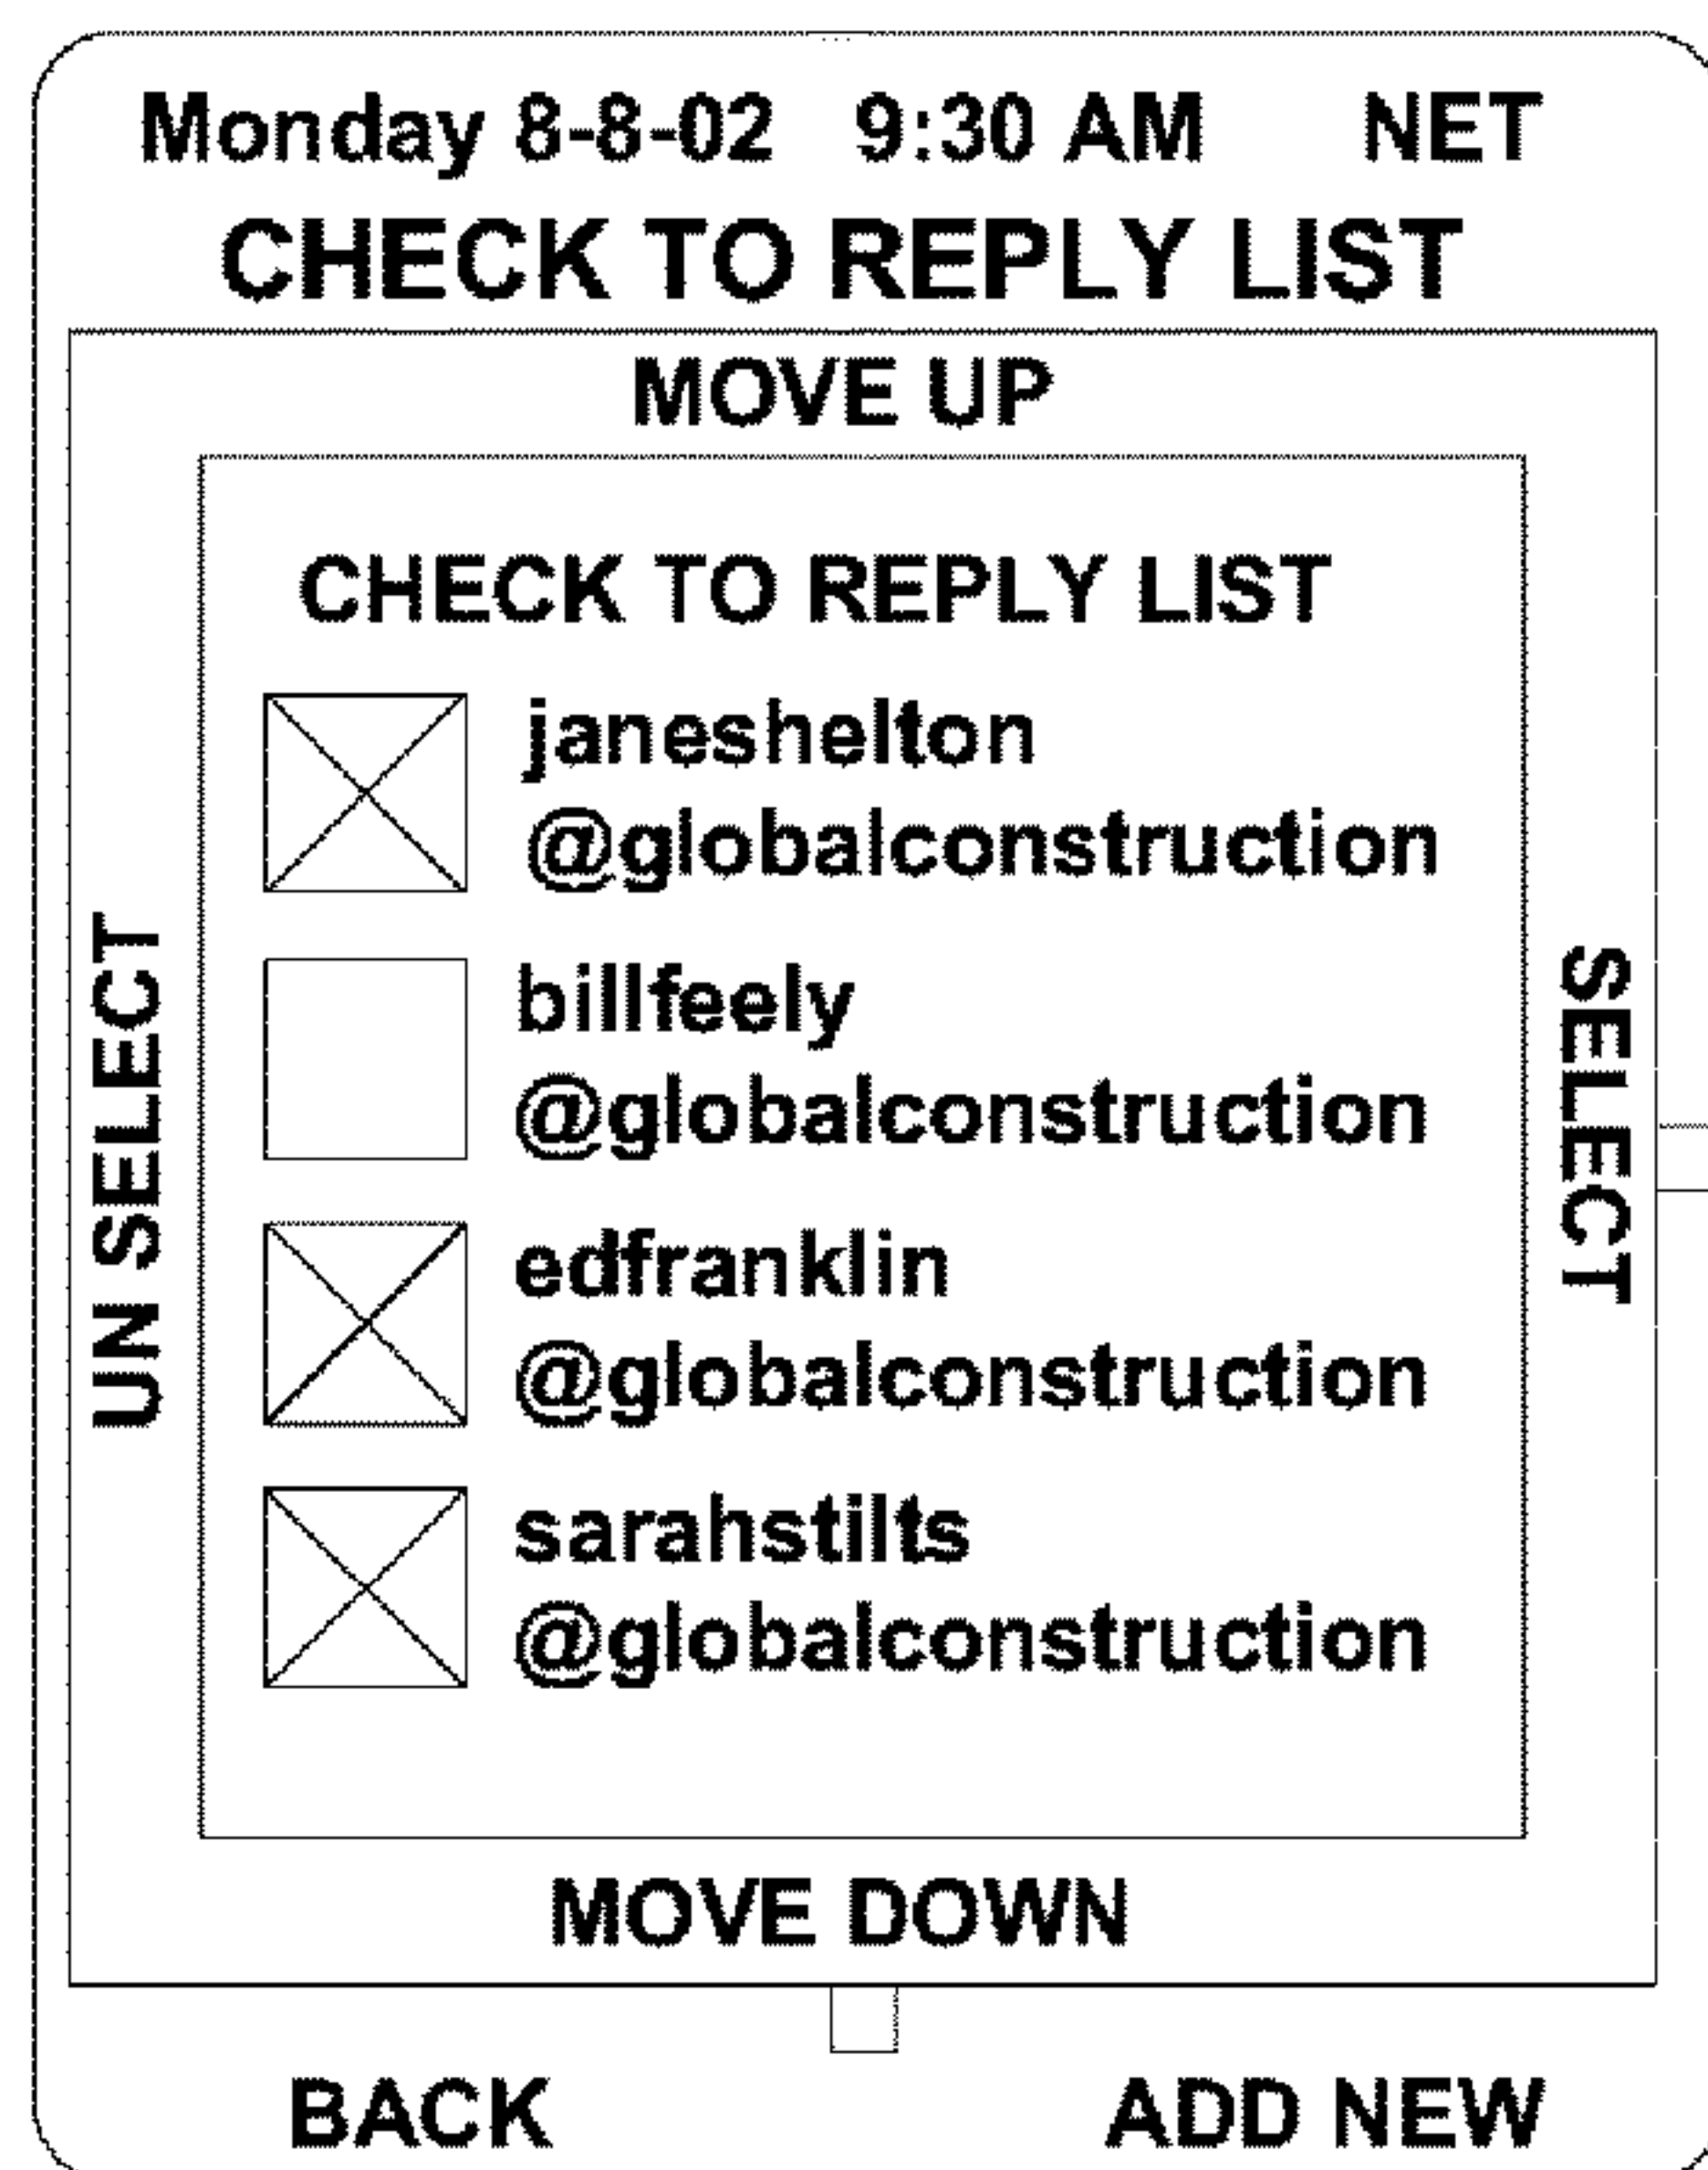 Monday 8-8-02 9:30 AM NET
CHECK TO REPLY LIST
MOVE UP
CHECK TO REPLY LIST
janeshelton
@globalconstruction
billfeely
@globalconstruction
edfranklin
@globalconstruction
sarahstilts
@globalconstruction
UN SELECT
SELECT
MOVE DOWN
BACK ADD NEW